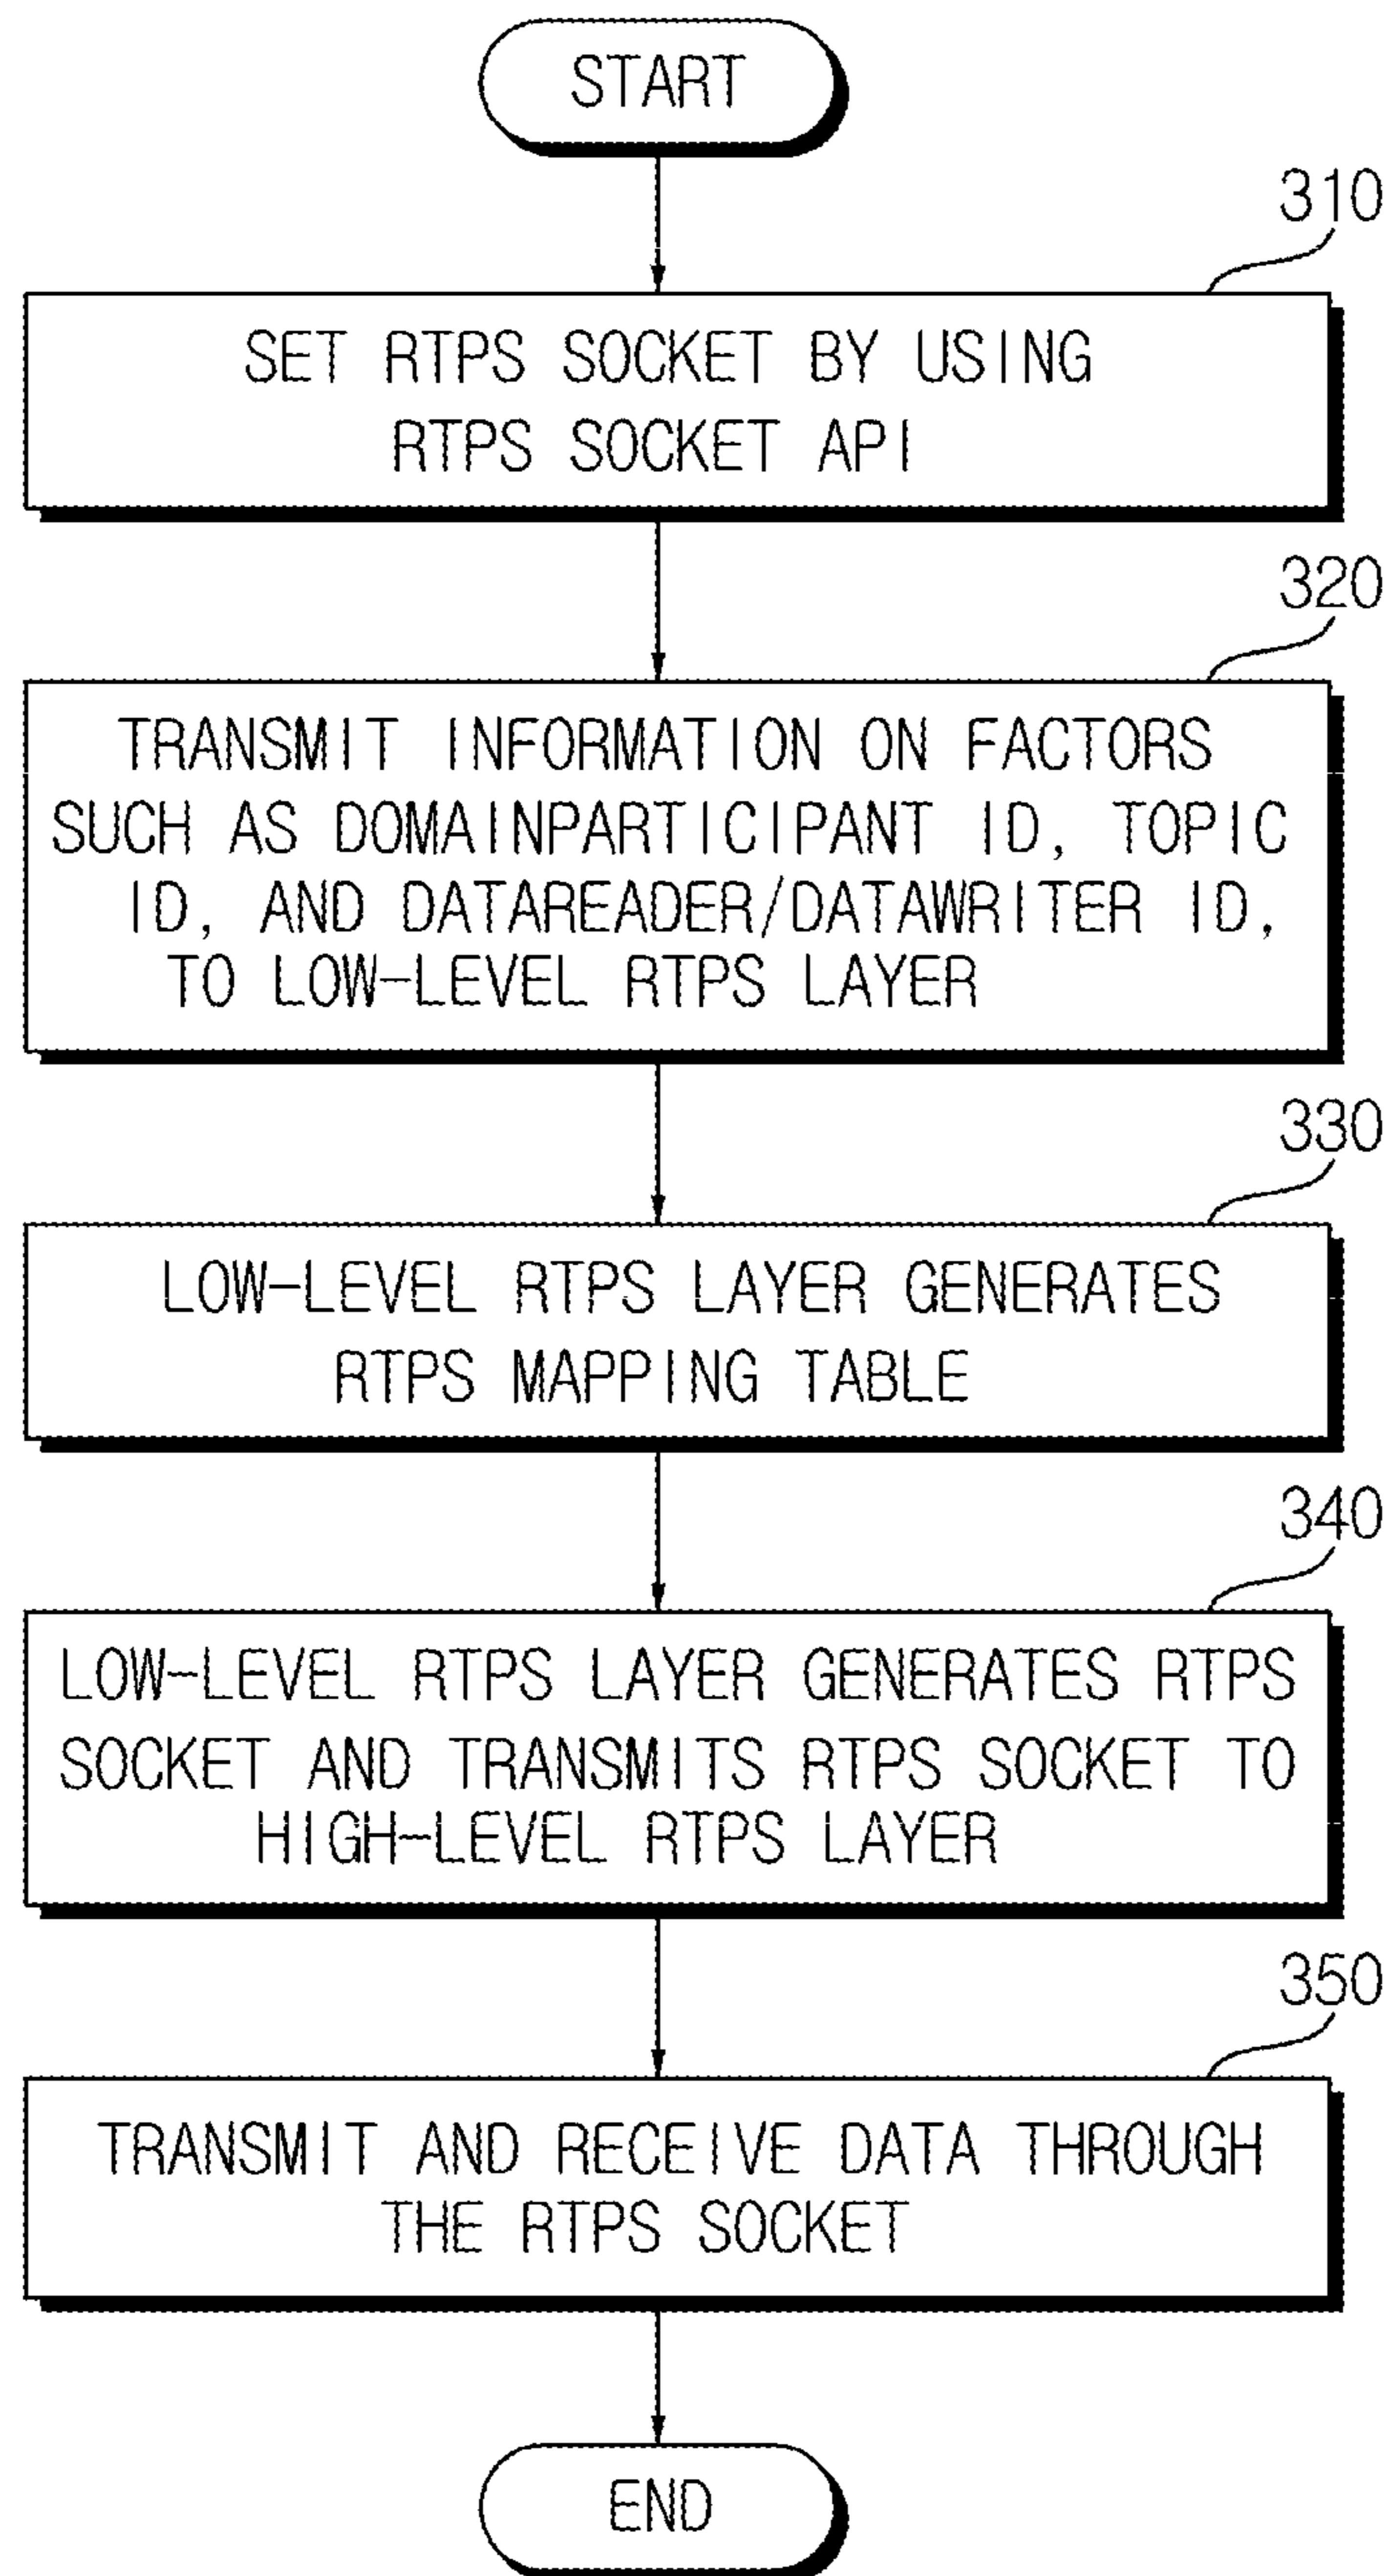 START
310
SET RTPS SOCKET BY USING
RTPS SOCKET API
320
TRANSMIT INFORMATION ON FACTORS
SUCH AS DOMAINPARTICIPANT ID, TOPIC
ID, AND DATAREADER/DATAWRITER ID,
TO LOW-LEVEL RTPS LAYER
330
LOW-LEVEL RTPS LAYER GENERATES
RTPS MAPPING TABLE
340
LOW-LEVEL RTPS LAYER GENERATES RTPS
SOCKET AND TRANSMITS RTPS SOCKET TO
HIGH-LEVEL RTPS LAYER
350
TRANSMIT AND RECEIVE DATA THROUGH
THE RTPS SOCKET
END